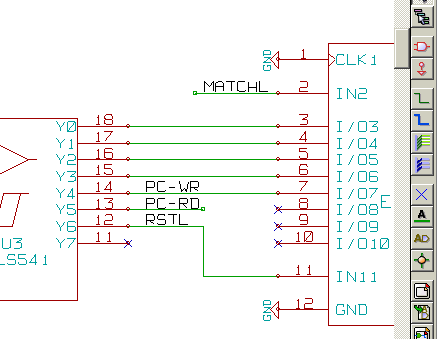 GND 1 CLK1
MATCHL 2 IN2
Y0 18 3 I/O3
Y1 17 4 I/O4
Y2 16 5 I/O5
Y3 15 6 I/O6
Y4 14 PC-WR 7 I/O7
Y5 13 PC-RD 8 I/O8 E
Y6 12 RSTL 9 I/O9
U3 Y7 11 10 I/O10
LS541
11 IN11
GND 12 GND
A
AD